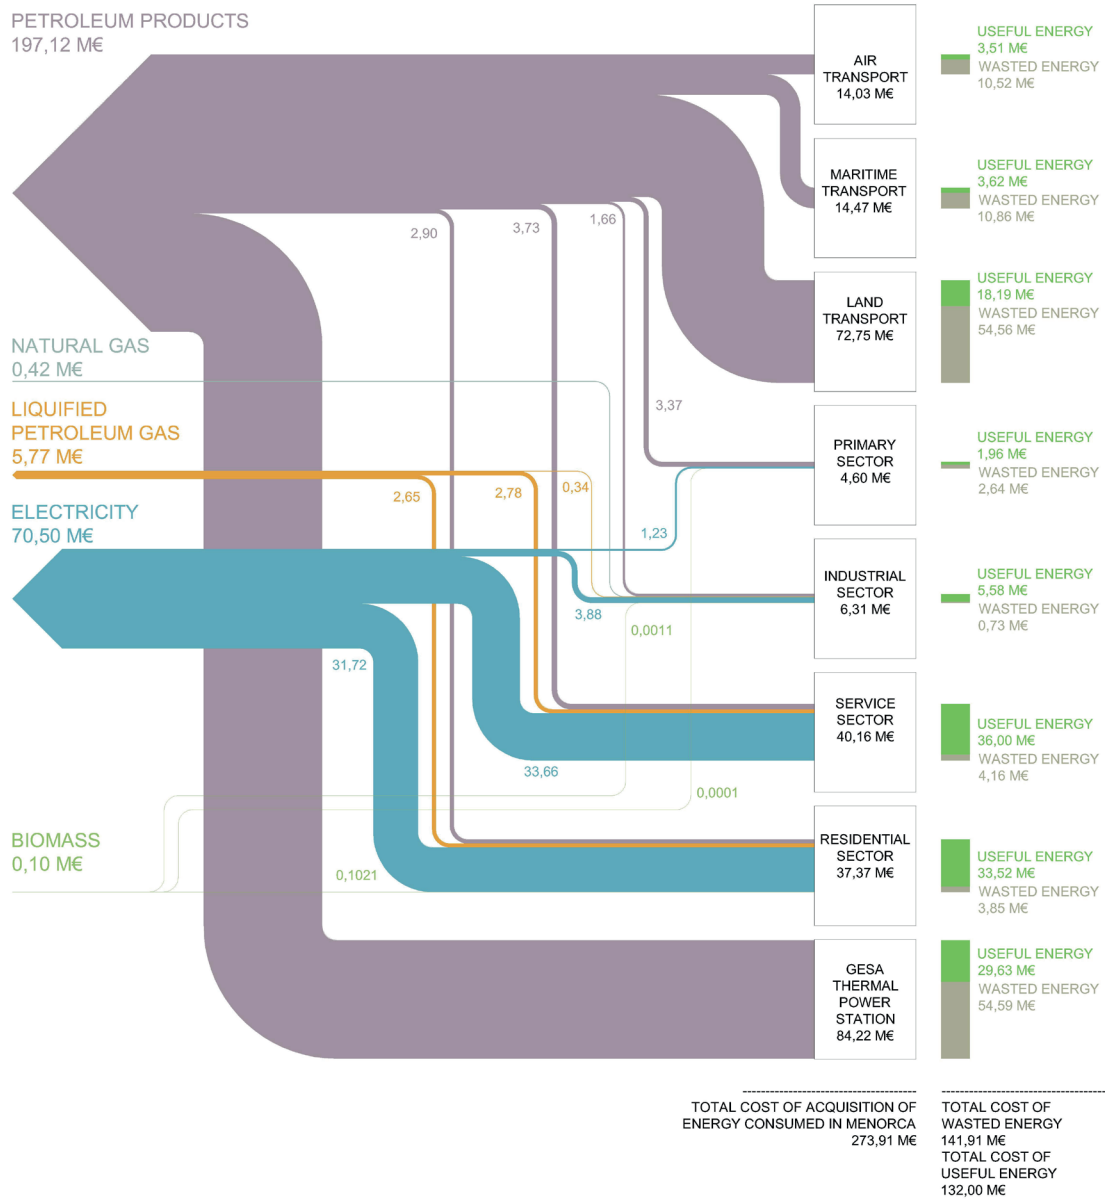 PETROLEUM PRODUCTS
197,12 M€
NATURAL GAS
0,42 M€
LIQUIFIED
PETROLEUM GAS
5,77 M€
ELECTRICITY
70,50 M€
BIOMASS
0,10 M€
2,90
3,73
1,66
3,37
2,65
2,78
0,34
1,23
3,88
0,0011
31,72
33,66
0,0001
0,1021
AIR
TRANSPORT
14,03 M€
USEFUL ENERGY
3,51 M€
WASTED ENERGY
10,52 M€
MARITIME
TRANSPORT
14,47 M€
USEFUL ENERGY
3,62 M€
WASTED ENERGY
10,86 M€
LAND
TRANSPORT
72,75 M€
USEFUL ENERGY
18,19 M€
WASTED ENERGY
54,56 M€
PRIMARY
SECTOR
4,60 M€
USEFUL ENERGY
1,96 M€
WASTED ENERGY
2,64 M€
INDUSTRIAL
SECTOR
6,31 M€
USEFUL ENERGY
5,58 M€
WASTED ENERGY
0,73 M€
SERVICE
SECTOR
40,16 M€
USEFUL ENERGY
36,00 M€
WASTED ENERGY
4,16 M€
RESIDENTIAL
SECTOR
37,37 M€
USEFUL ENERGY
33,52 M€
WASTED ENERGY
3,85 M€
GESA
THERMAL
POWER
STATION
84,22 M€
USEFUL ENERGY
29,63 M€
WASTED ENERGY
54,59 M€
TOTAL COST OF ACQUISITION OF
ENERGY CONSUMED IN MENORCA
273,91 M€
TOTAL COST OF
WASTED ENERGY
141,91 M€
TOTAL COST OF
USEFUL ENERGY
132,00 M€